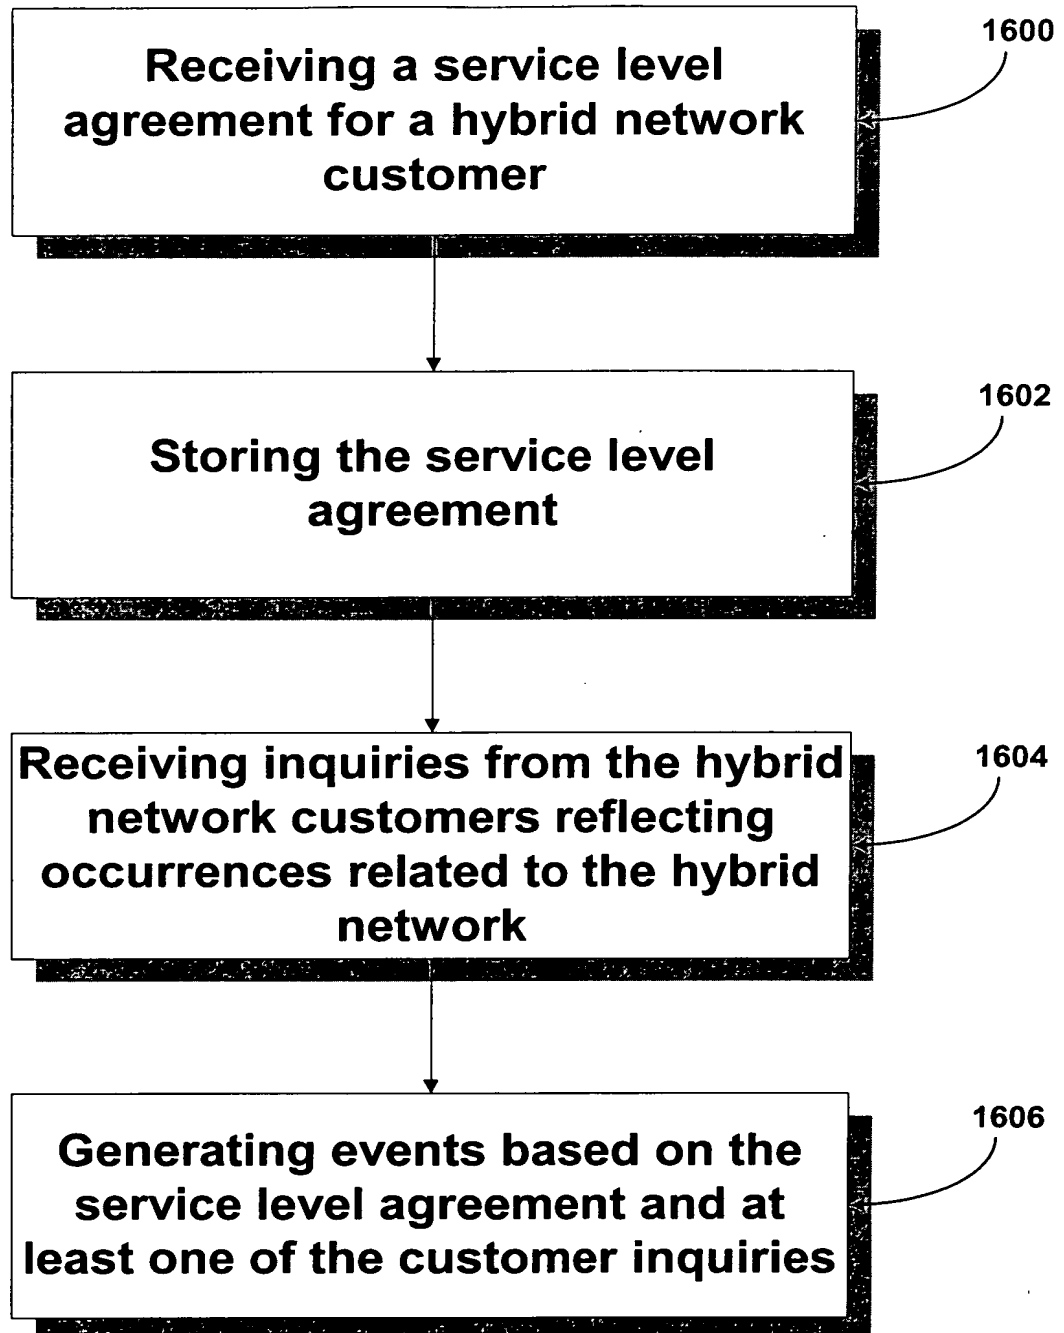 Receiving a service level
agreement for a hybrid network
customer
1600
Storing the service level
agreement
1602
Receiving inquiries from the hybrid
network customers reflecting
occurrences related to the hybrid
network
1604
Generating events based on the
service level agreement and at
least one of the customer inquiries
1606